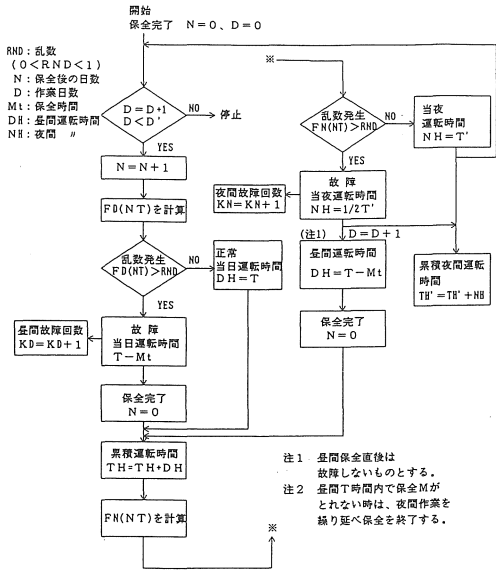 開始
保全完了 N=0、D=0
RND：乱数
(0<RND<1)
N：保全後の日数
D：作業日数
Mt：保全時間
DH：昼間運転時間
NH：夜間 〃
D=D+1
D<D'
NO
停止
YES
N=N+1
FD(NT)を計算
乱数発生
FD(NT)>RND
NO
正常
当日運転時間
DH=T
YES
昼間故障回数
KD=KD+1
故障
当日運転時間
T−Mt
保全完了
N=0
累積運転時間
TH=TH+DH
FN(NT)を計算
※
※
乱数発生
FN(NT)>RND
NO
当夜
運転時間
NH=T'
YES
夜間故障回数
KN=KN+1
故障
当夜運転時間
NH=1/2T'
(注1)
D=D+1
昼間運転時間
DH=T−Mt
累積夜間運転
時間
TH'=TH'+NH
保全完了
N=0
注1 昼間保全直後は
故障しないものとする。
注2 昼間T時間内で保全Mが
とれない時は、夜間作業を
繰り延べ保全を終了する。